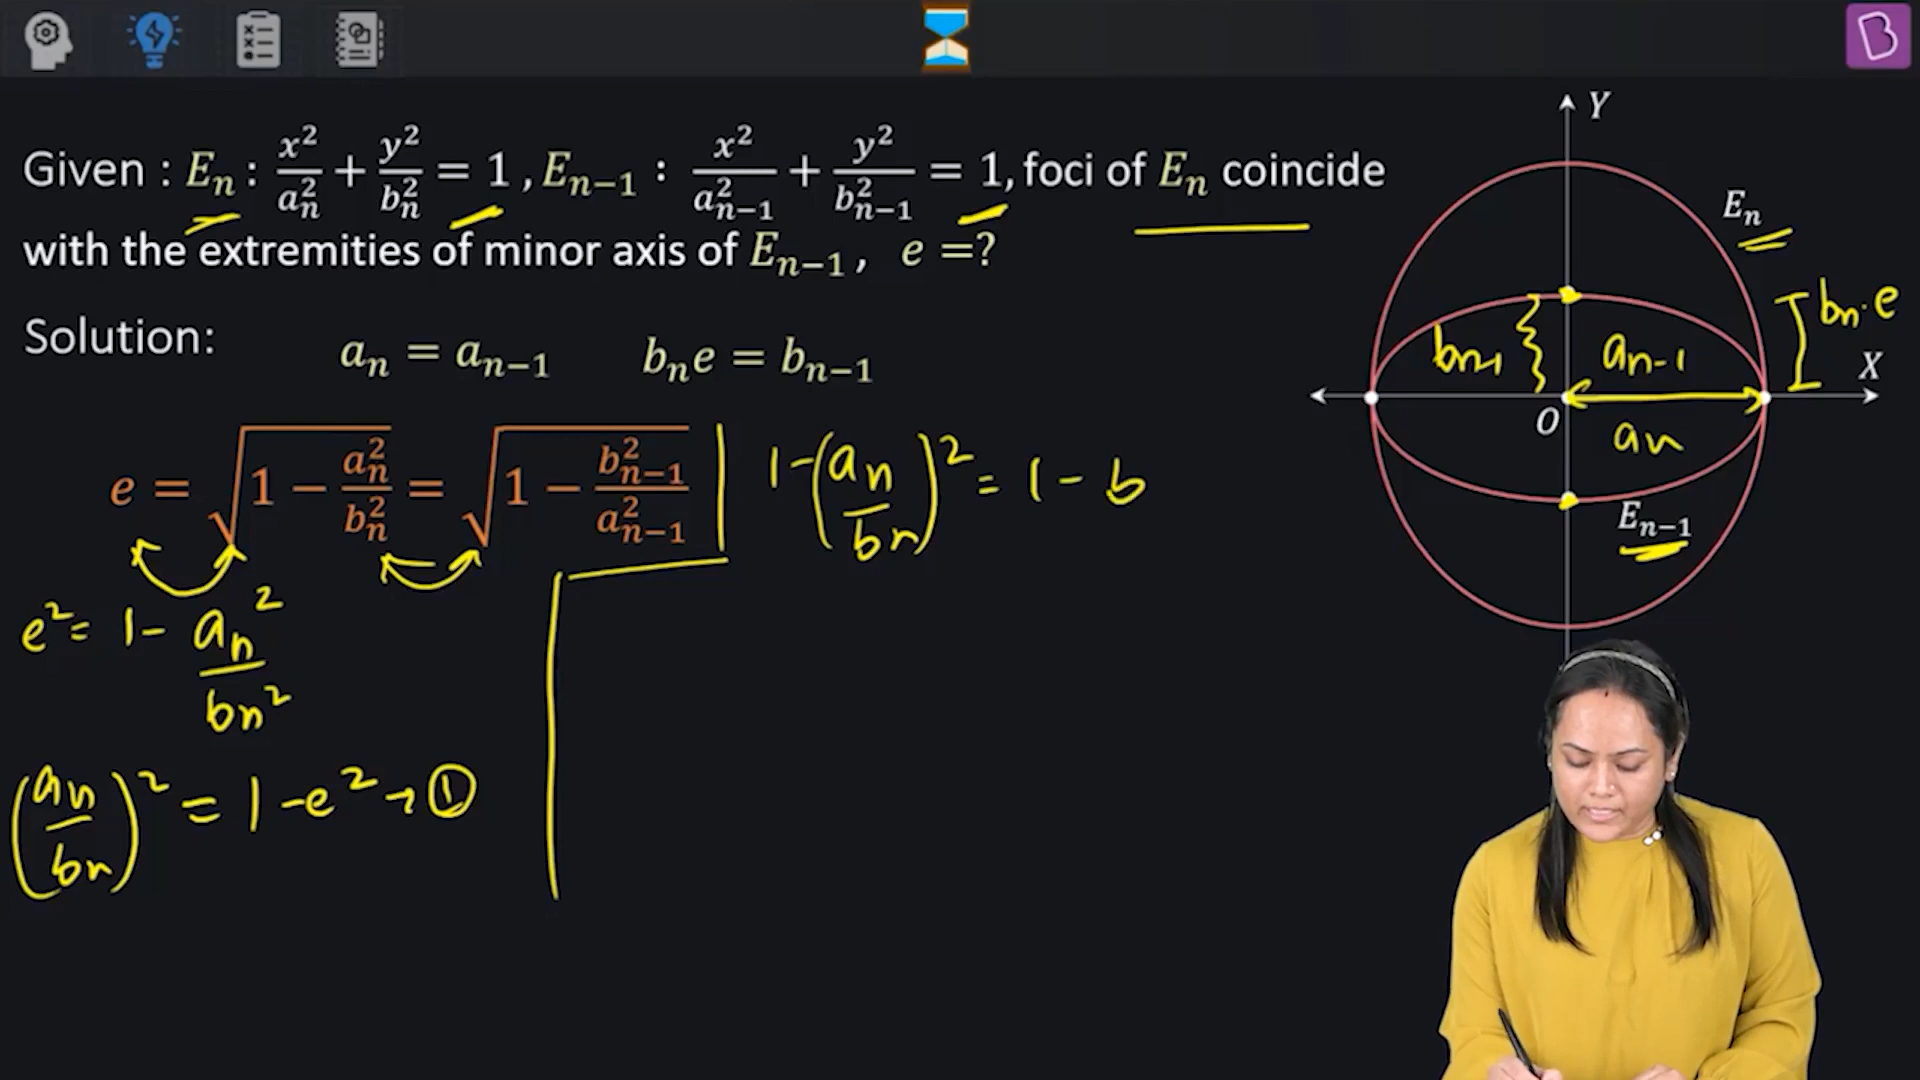 Given : Eₙ : x²/aₙ² + y²/bₙ² = 1 , Eₙ₋₁ : x²/aₙ₋₁² + y²/bₙ₋₁² = 1, foci of Eₙ coincide
with the extremities of minor axis of Eₙ₋₁ , e =?
Solution: aₙ = aₙ₋₁ bₙe = bₙ₋₁
e = √(1 − aₙ²/bₙ²) = √(1 − bₙ₋₁²/aₙ₋₁²)
1-(aₙ/bₙ)² = 1 - b
e² = 1 - aₙ²/bₙ²
(aₙ/bₙ)² = 1-e² → ①
Y
Eₙ
bₙ.e
bₙ₋₁
aₙ₋₁
X
O
aₙ
Eₙ₋₁
B